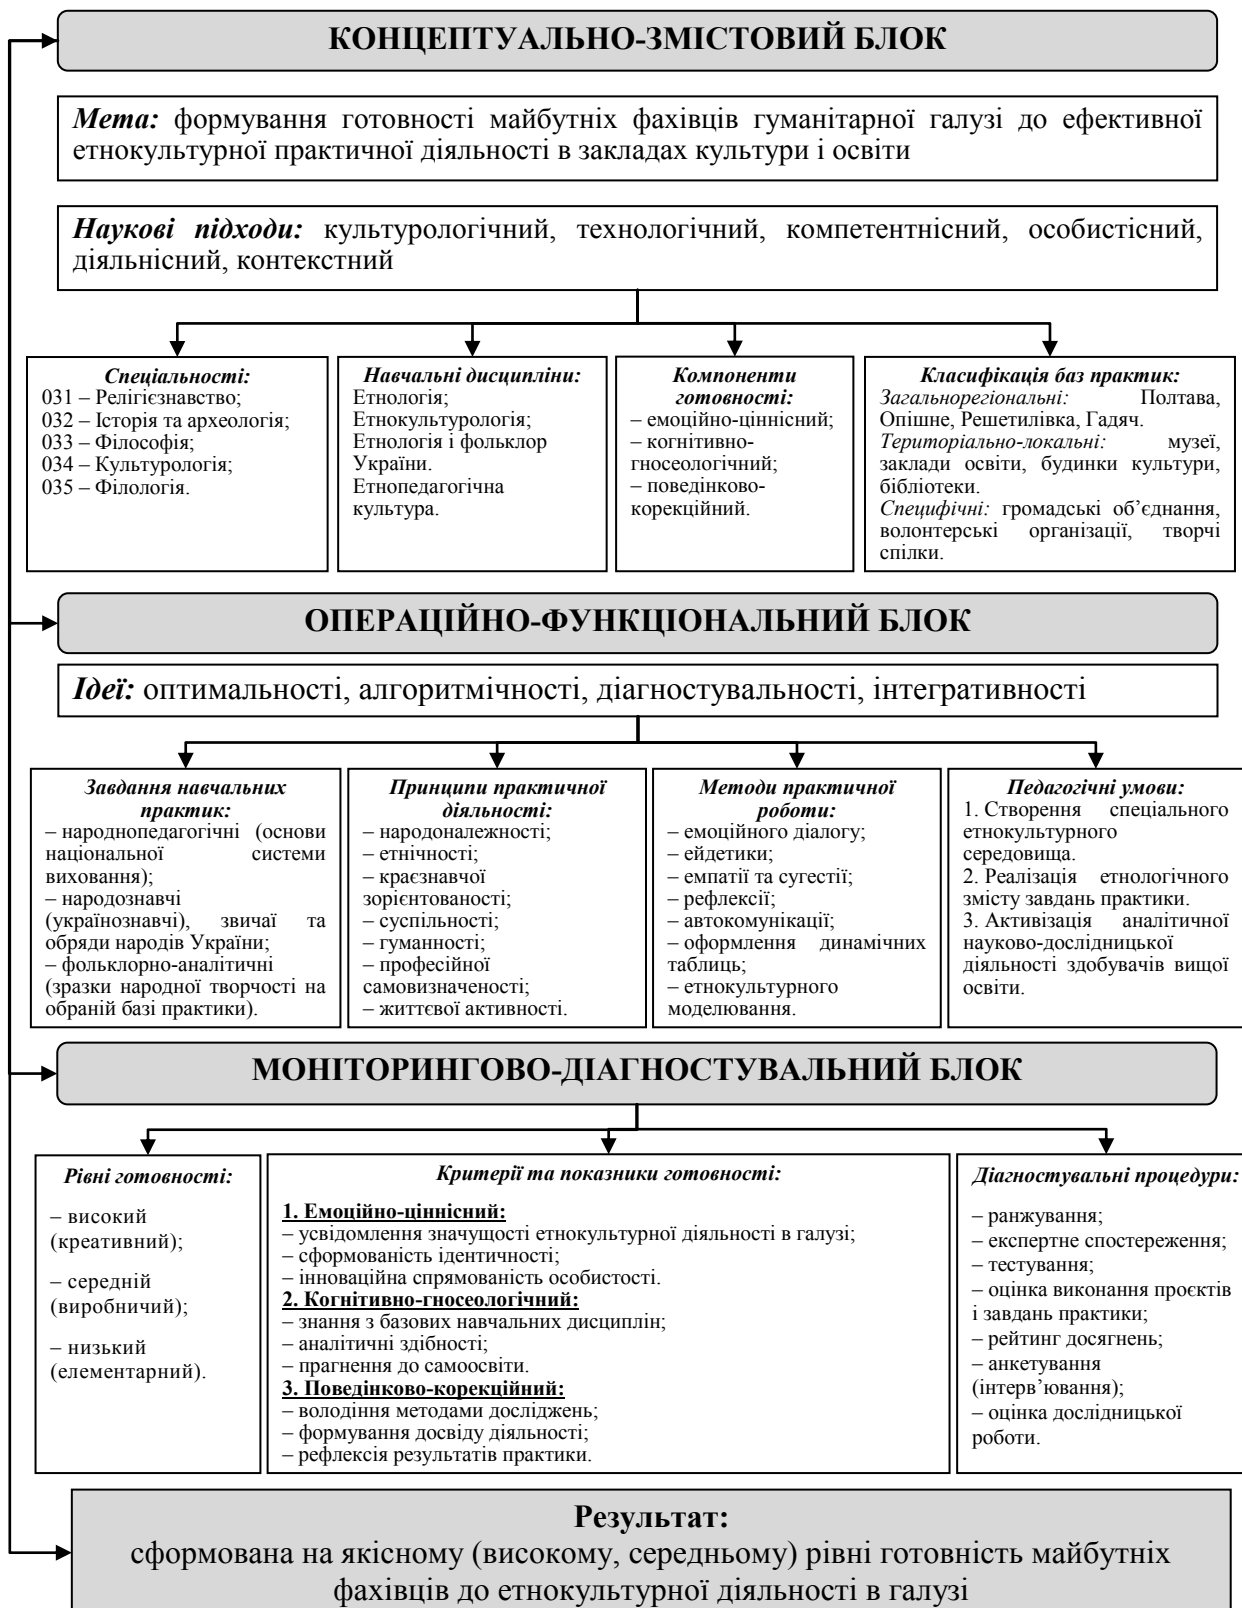 КОНЦЕПТУАЛЬНО-ЗМІСТОВИЙ БЛОК
Мета: формування готовності майбутніх фахівців гуманітарної галузі до ефективної
етнокультурної практичної діяльності в закладах культури і освіти
Наукові підходи: культурологічний, технологічний, компетентнісний, особистісний,
діяльнісний, контекстний
Спеціальності:
031 – Релігієзнавство;
032 – Історія та археологія;
033 – Філософія;
034 – Культурологія;
035 – Філологія.
Навчальні дисципліни:
Етнологія;
Етнокультурологія;
Етнологія і фольклор
України.
Етнопедагогічна
культура.
Компоненти
готовності:
– емоційно-ціннісний;
– когнітивно-
гносеологічний;
– поведінково-
корекційний.
Класифікація баз практик:
Загальнорегіональні: Полтава,
Опішне, Решетилівка, Гадяч.
Територіально-локальні: музеї,
заклади освіти, будинки культури,
бібліотеки.
Специфічні: громадські об’єднання,
волонтерські організації, творчі
спілки.
ОПЕРАЦІЙНО-ФУНКЦІОНАЛЬНИЙ БЛОК
Ідеї: оптимальності, алгоритмічності, діагностувальності, інтегративності
Завдання навчальних
практик:
– народнопедагогічні (основи
національної системи
виховання);
– народознавчі
(українознавчі), звичаї та
обряди народів України;
– фольклорно-аналітичні
(зразки народної творчості на
обраній базі практики).
Принципи практичної
діяльності:
– народоналежності;
– етнічності;
– краєзнавчої
зорієнтованості;
– суспільності;
– гуманності;
– професійної
самовизначеності;
– життєвої активності.
Методи практичної
роботи:
– емоційного діалогу;
– ейдетики;
– емпатії та сугестії;
– рефлексії;
– автокомунікації;
– оформлення динамічних
таблиць;
– етнокультурного
моделювання.
Педагогічні умови:
1. Створення спеціального
етнокультурного
середовища.
2. Реалізація етнологічного
змісту завдань практики.
3. Активізація аналітичної
науково-дослідницької
діяльності здобувачів вищої
освіти.
МОНІТОРИНГОВО-ДІАГНОСТУВАЛЬНИЙ БЛОК
Рівні готовності:
– високий
(креативний);
– середній
(виробничий);
– низький
(елементарний).
Критерії та показники готовності:
1. Емоційно-ціннісний:
– усвідомлення значущості етнокультурної діяльності в галузі;
– сформованість ідентичності;
– інноваційна спрямованість особистості.
2. Когнітивно-гносеологічний:
– знання з базових навчальних дисциплін;
– аналітичні здібності;
– прагнення до самоосвіти.
3. Поведінково-корекційний:
– володіння методами досліджень;
– формування досвіду діяльності;
– рефлексія результатів практики.
Діагностувальні процедури:
– ранжування;
– експертне спостереження;
– тестування;
– оцінка виконання проєктів
і завдань практики;
– рейтинг досягнень;
– анкетування
(інтерв’ювання);
– оцінка дослідницької
роботи.
Результат:
сформована на якісному (високому, середньому) рівні готовність майбутніх
фахівців до етнокультурної діяльності в галузі